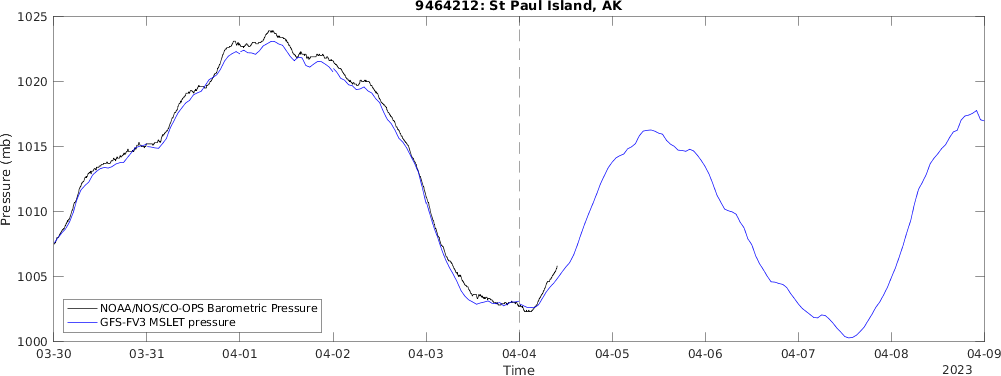 9464212: St Paul Island, AK
Pressure (mb)
1025
1020
1015
1010
1005
1000
NOAA/NOS/CO-OPS Barometric Pressure
GFS-FV3 MSLET pressure
03-30 03-31 04-01 04-02 04-03 04-04 04-05 04-06 04-07 04-08 04-09
Time
2023